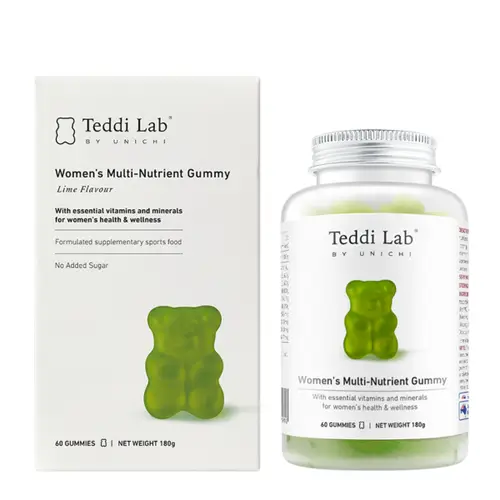 Teddi Lab
BY UNICHI
Women's Multi-Nutrient Gummy
Lime Flavour
With essential vitamins and minerals
for women's health & wellness
Formulated supplementary sports food
No Added Sugar
60 GUMMIES | NET WEIGHT 180g
Teddi Lab
BY UNICHI
Women's Multi-Nutrient Gummy
With essential vitamins and minerals
for women's health & wellness
60 GUMMIES | NET WEIGHT 180g